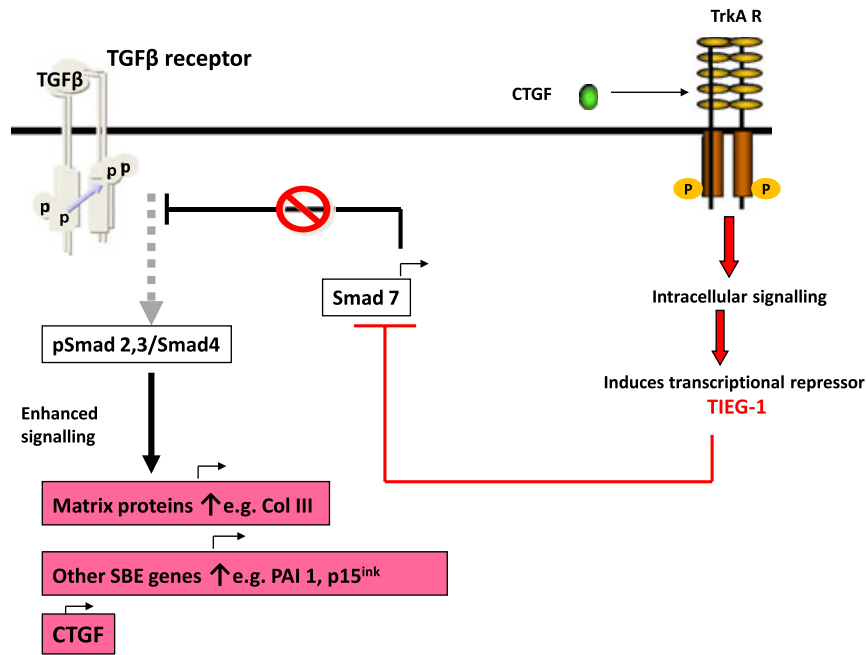 TrkA R
TGFβ receptor
TGFβ
CTGF
p p
p
p
P
P
Smad 7
Intracellular signalling
pSmad 2,3/Smad4
Induces transcriptional repressor
TIEG-1
Enhanced
signalling
Matrix proteins ↑ e.g. Col III
Other SBE genes ↑ e.g. PAI 1, p15ink
CTGF